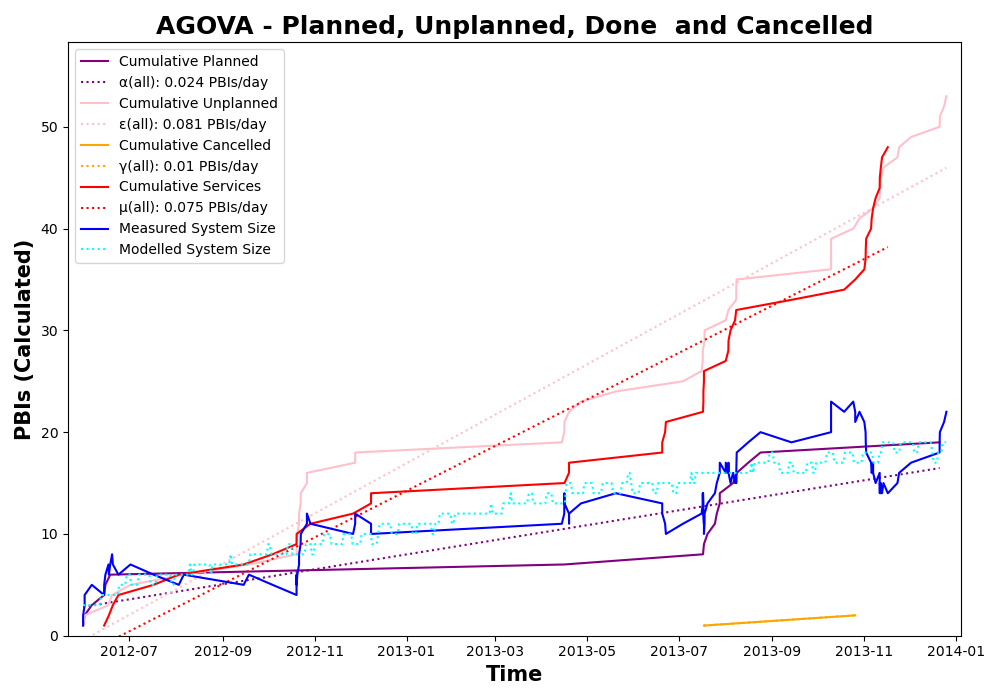 AGOVA - Planned, Unplanned, Done  and Cancelled
Cumulative Planned
α(all): 0.024 PBIs/day
Cumulative Unplanned
ε(all): 0.081 PBIs/day
Cumulative Cancelled
γ(all): 0.01 PBIs/day
Cumulative Services
μ(all): 0.075 PBIs/day
Measured System Size
Modelled System Size
PBIs (Calculated)
50
40
30
20
10
0
2012-07
2012-09
2012-11
2013-01
2013-03
2013-05
2013-07
2013-09
2013-11
2014-01
Time